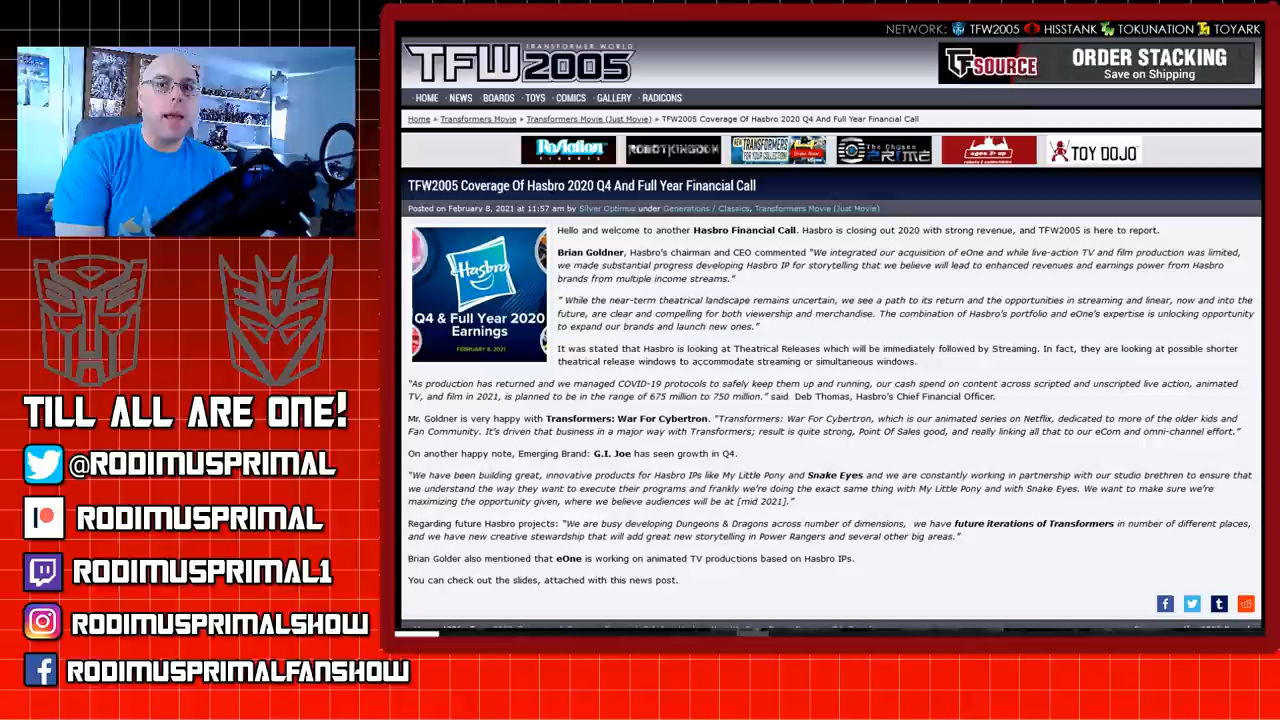 NETWORK: TFW2005 HISSTANK TOKUNATION TOYARK
TRANSFORMER WORLD
TFW2005
TFSOURCE
ORDER STACKING
Save on Shipping
· HOME · NEWS · BOARDS · TOYS · COMICS · GALLERY · RADICONS
Home » Transformers Movie » Transformers Movie (Just Movie) » TFW2005 Coverage Of Hasbro 2020 Q4 And Full Year Financial Call
ROBOTKINGDOM
The Chosen PRIME
ages 3 up
TOY DOJO
TFW2005 Coverage Of Hasbro 2020 Q4 And Full Year Financial Call
Posted on February 8, 2021 at 11:57 am by Silver Optimus under Generations / Classics, Transformers Movie (Just Movie)
Hasbro
Q4 & Full Year 2020
Earnings
FEBRUARY 8, 2021
Hello and welcome to another Hasbro Financial Call. Hasbro is closing out 2020 with strong revenue, and TFW2005 is here to report.
Brian Goldner, Hasbro's chairman and CEO commented "We integrated our acquisition of eOne and while live-action TV and film production was limited,
we made substantial progress developing Hasbro IP for storytelling that we believe will lead to enhanced revenues and earnings power from Hasbro
brands from multiple income streams."
" While the near-term theatrical landscape remains uncertain, we see a path to its return and the opportunities in streaming and linear, now and into the
future, are clear and compelling for both viewership and merchandise. The combination of Hasbro's portfolio and eOne's expertise is unlocking opportunity
to expand our brands and launch new ones."
It was stated that Hasbro is looking at Theatrical Releases which will be immediately followed by Streaming. In fact, they are looking at possible shorter
theatrical release windows to accommodate streaming or simultaneous windows.
"As production has returned and we managed COVID-19 protocols to safely keep them up and running, our cash spend on content across scripted and unscripted live action, animated
TV, and film in 2021, is planned to be in the range of 675 million to 750 million." said  Deb Thomas, Hasbro's Chief Financial Officer.
Mr. Goldner is very happy with Transformers: War For Cybertron. "Transformers: War For Cybertron, which is our animated series on Netflix, dedicated to more of the older kids and
Fan Community. It's driven that business in a major way with Transformers; result is quite strong, Point Of Sales good, and really linking all that to our eCom and omni-channel effort."
On another happy note, Emerging Brand: G.I. Joe has seen growth in Q4.
"We have been building great, innovative products for Hasbro IPs like My Little Pony and Snake Eyes and we are constantly working in partnership with our studio brethren to ensure that
we understand the way they want to execute their programs and frankly we're doing the exact same thing with My Little Pony and with Snake Eyes. We want to make sure we're
maximizing the opportunity given, where we believe audiences will be at [mid 2021]."
Regarding future Hasbro projects: "We are busy developing Dungeons & Dragons across number of dimensions,  we have future iterations of Transformers in number of different places,
and we have new creative stewardship that will add great new storytelling in Power Rangers and several other big areas."
Brian Golder also mentioned that eOne is working on animated TV productions based on Hasbro IPs.
You can check out the slides, attached with this news post.
TILL ALL ARE ONE!
@RODIMUSPRIMAL
RODIMUSPRIMAL
RODIMUSPRIMAL1
RODIMUSPRIMALSHOW
RODIMUSPRIMALFANSHOW